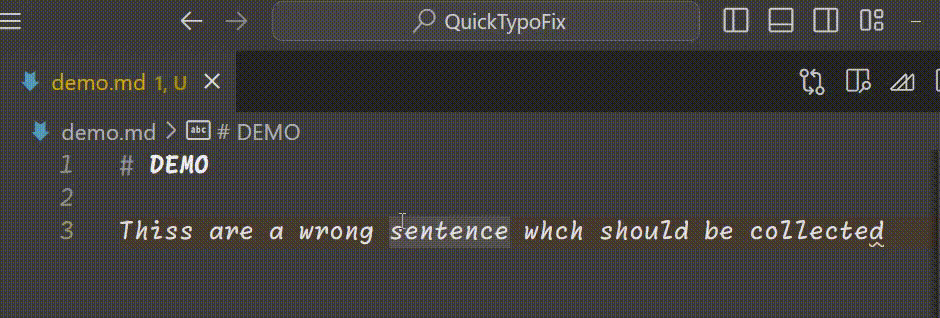 QuickTypoFix
demo.md 1, U
demo.md > abc # DEMO
1 # DEMO
2
3 Thiss are a wrong sentence whch should be collected